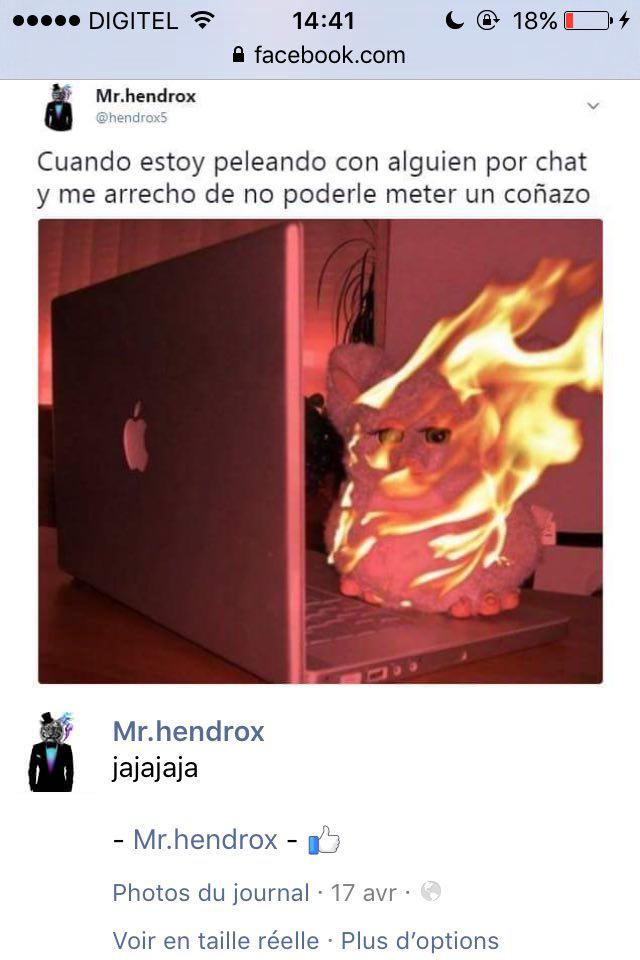 DIGITEL 14:41 18%
facebook.com
Mr.hendrox
@hendrox5
Cuando estoy peleando con alguien por chat
y me arrecho de no poderle meter un coñazo
Mr.hendrox
jajajaja
- Mr.hendrox -
Photos du journal · 17 avr ·
Voir en taille réelle · Plus d’options